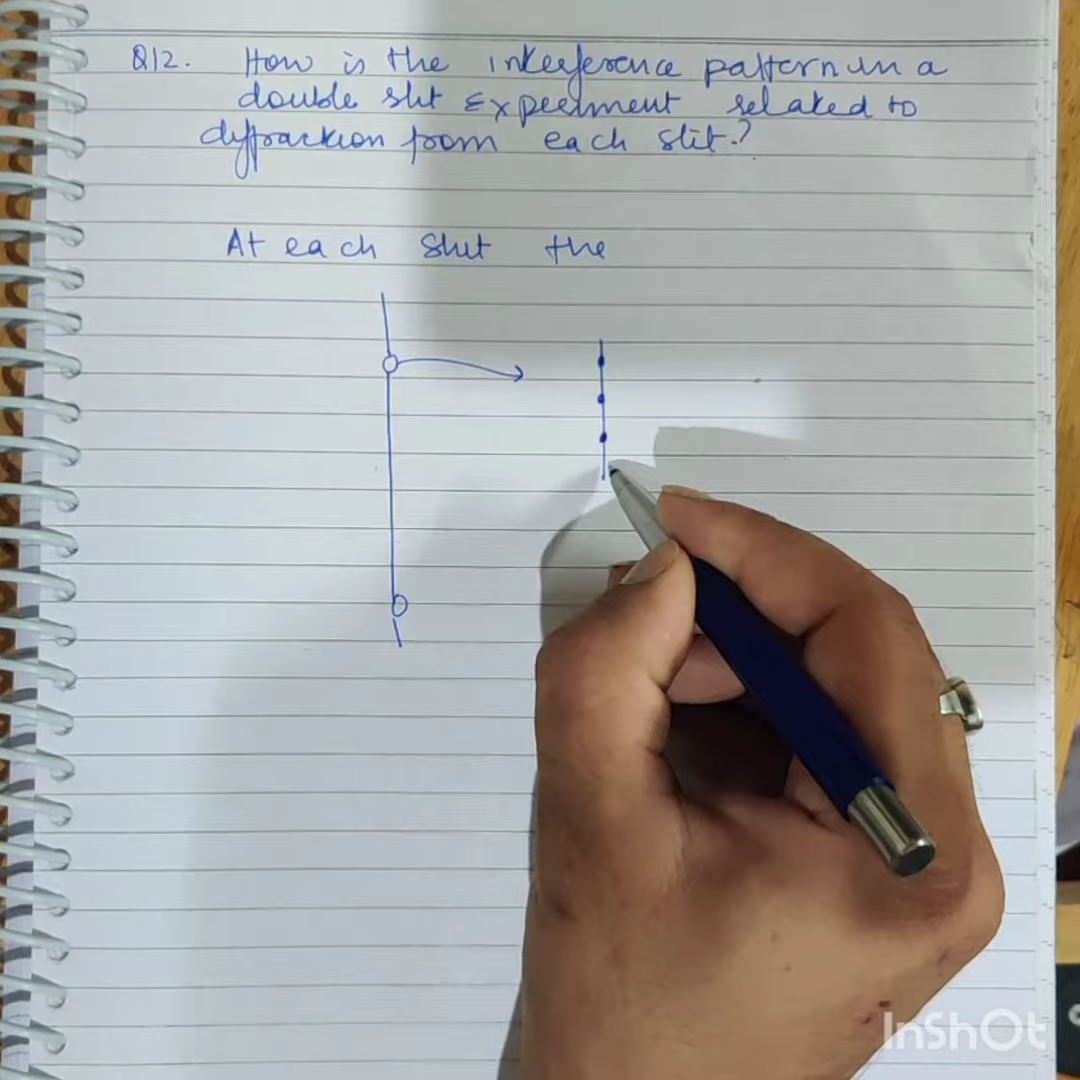 Q12. How is the interference pattern in a
double slit Experiment related to
diffraction from each slit?
At each slit the
InShOt